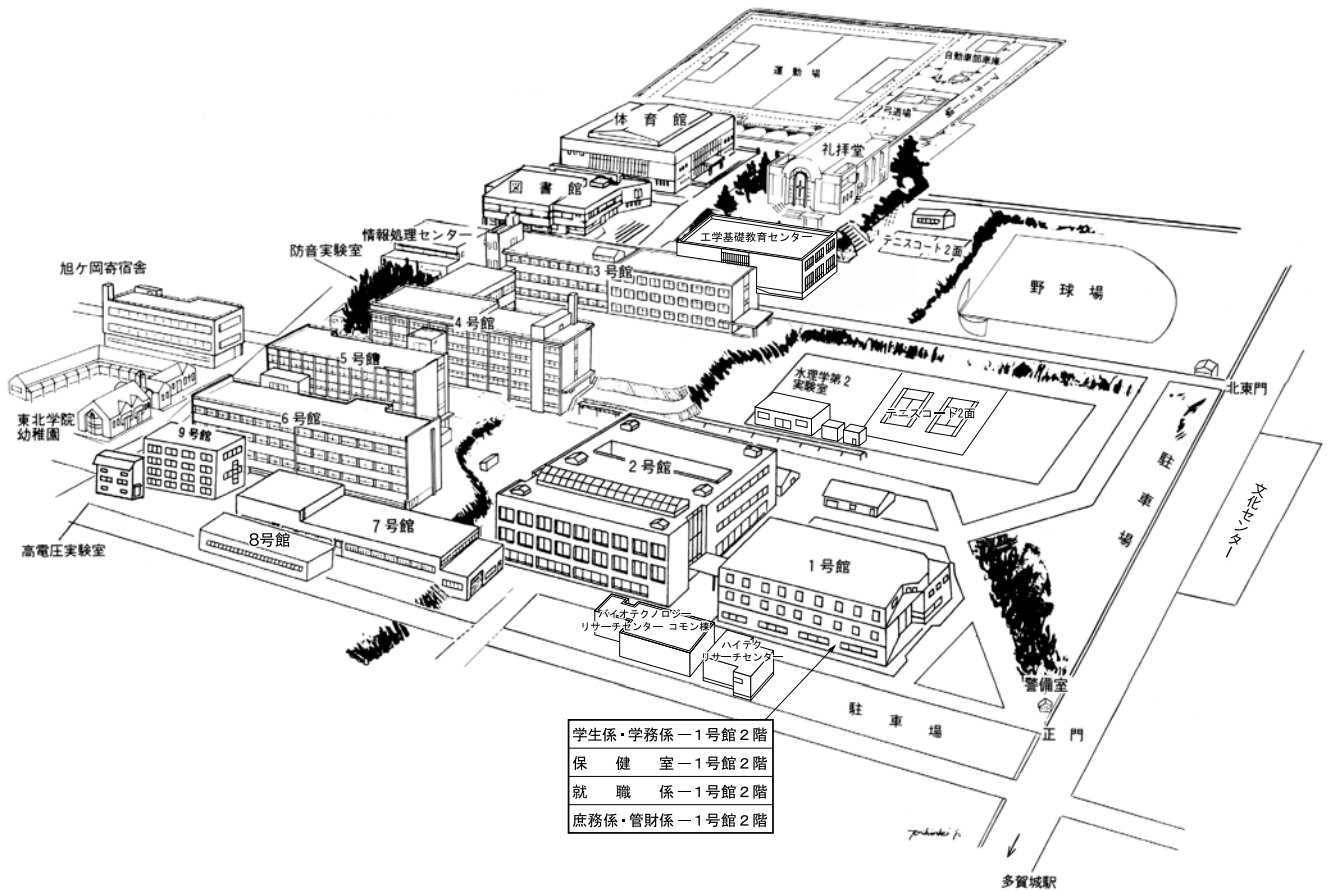 運動場
自動車部車庫
アーチェリー場
弓道場
体育館
礼拝堂
図書館
工学基礎教育センター
テニスコート2面
情報処理センター
防音実験室
3号館
野球場
旭ケ岡寄宿舎
4号館
5号館
水理学第2
実験室
テニスコート2面
北東門
東北学院
幼稚園
6号館
9号館
2号館
駐車場
文化センター
7号館
8号館
高電圧実験室
1号館
バイオテクノロジー
リサーチセンター コモン棟
ハイテク
リサーチセンター
警備室
駐車場
正門
学生係・学務係－1号館2階
保健室－1号館2階
就職係－1号館2階
庶務係・管財係－1号館2階
多賀城駅